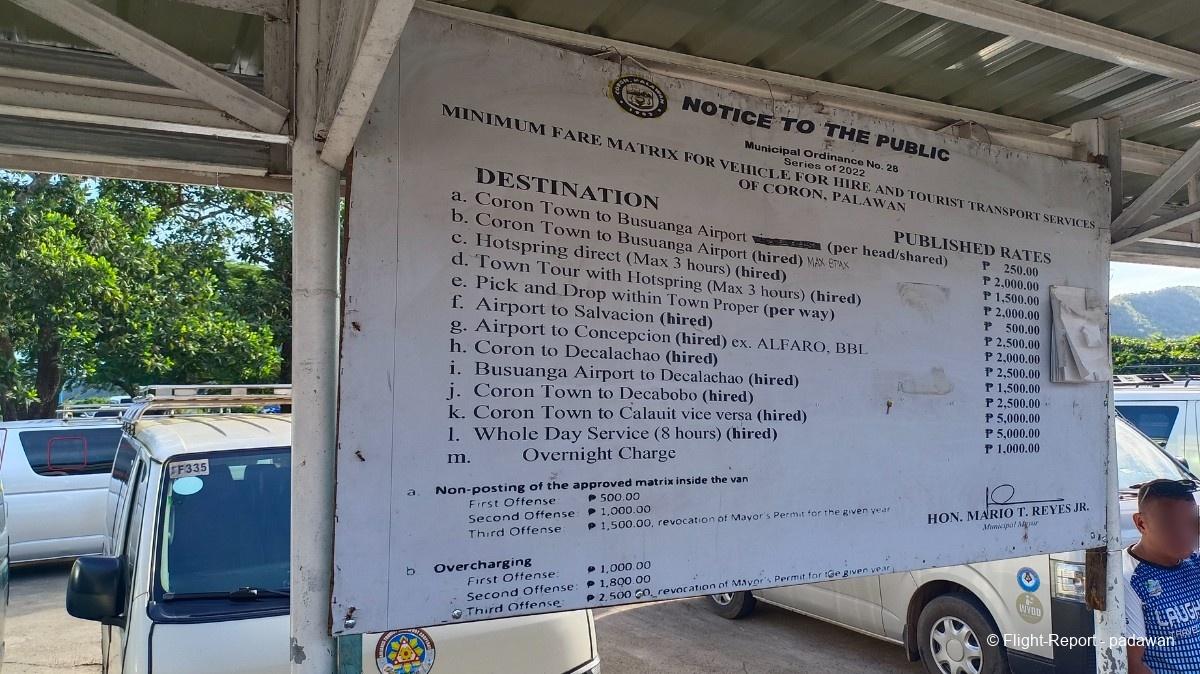 NOTICE TO THE PUBLIC
Municipal Ordinance No. 28
Series of 2022
MINIMUM FARE MATRIX FOR VEHICLE FOR HIRE AND TOURIST TRANSPORT SERVICES
OF CORON, PALAWAN
DESTINATION PUBLISHED RATES
a. Coron Town to Busuanga Airport (per head/shared) ₱ 250.00
b. Coron Town to Busuanga Airport (hired) MAX 8PAX ₱ 2,000.00
c. Hotspring direct (Max 3 hours) (hired) ₱ 1,500.00
d. Town Tour with Hotspring (Max 3 hours) (hired) ₱ 2,000.00
e. Pick and Drop within Town Proper (per way) ₱ 500.00
f. Airport to Salvacion (hired) ₱ 2,500.00
g. Airport to Concepcion (hired) ex. ALFARO, BBL ₱ 2,000.00
h. Coron to Decalachao (hired) ₱ 2,500.00
i. Busuanga Airport to Decalachao (hired) ₱ 1,500.00
j. Coron Town to Decabobo (hired) ₱ 2,500.00
k. Coron Town to Calauit vice versa (hired) ₱ 5,000.00
l. Whole Day Service (8 hours) (hired) ₱ 5,000.00
m. Overnight Charge ₱ 1,000.00
a. Non-posting of the approved matrix inside the van
First Offense: ₱ 500.00
Second Offense: ₱ 1,000.00
Third Offense: ₱ 1,500.00, revocation of Mayor's Permit for the given year
b Overcharging
First Offense: ₱ 1,000.00
Second Offense: ₱ 1,800.00
Third Offense: ₱ 2,500.00, revocation of Mayor's Permit for the given year
HON. MARIO T. REYES JR.
Municipal Mayor
F335
WYDD
© Flight-Report - padawan